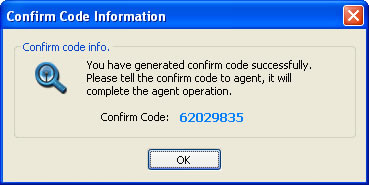 Confirm Code Information
Confirm code info.
You have generated confirm code successfully.
Please tell the confirm code to agent, it will
complete the agent operation.
Confirm Code: 62029835
OK